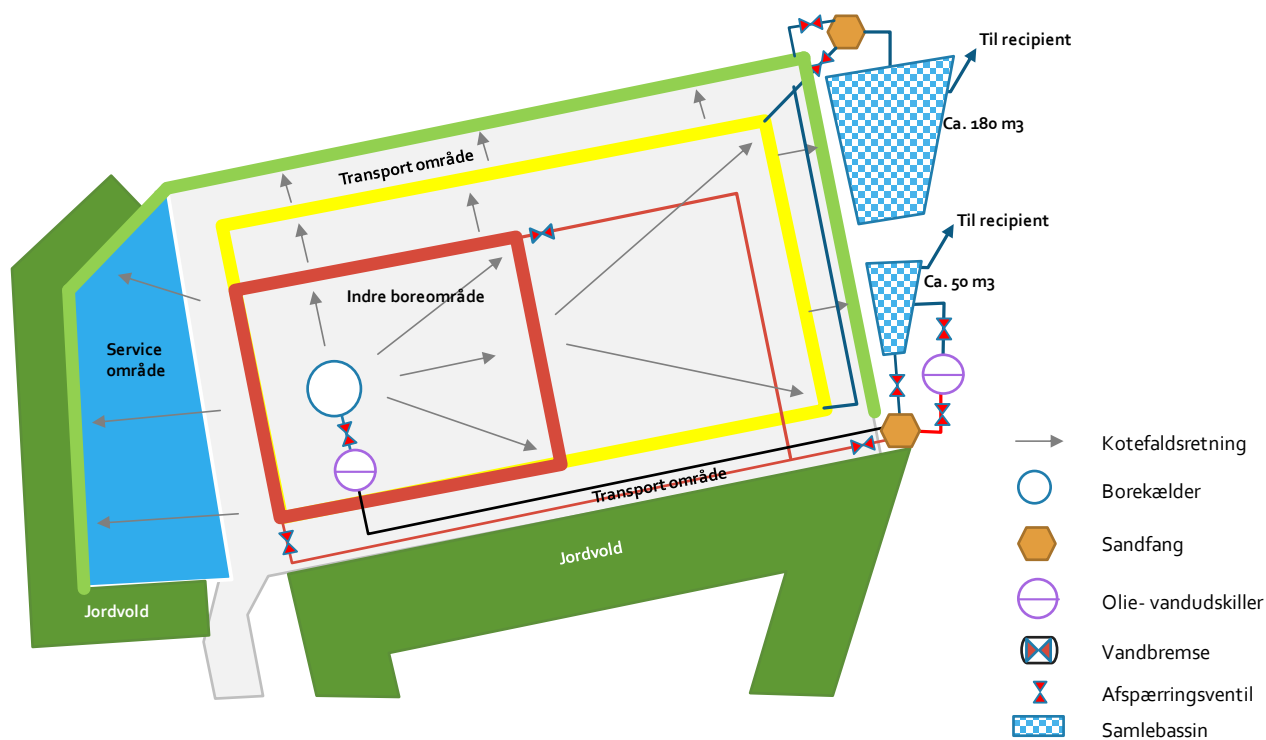 Til recipient
Ca. 180 m3
Transport område
Til recipient
Ca. 50 m3
Indre boreområde
Service
område
Transport område
Jordvold
Jordvold
Kotefaldsretning
Borekælder
Sandfang
Olie- vandudskiller
Vandbremse
Afspærringsventil
Samlebassin